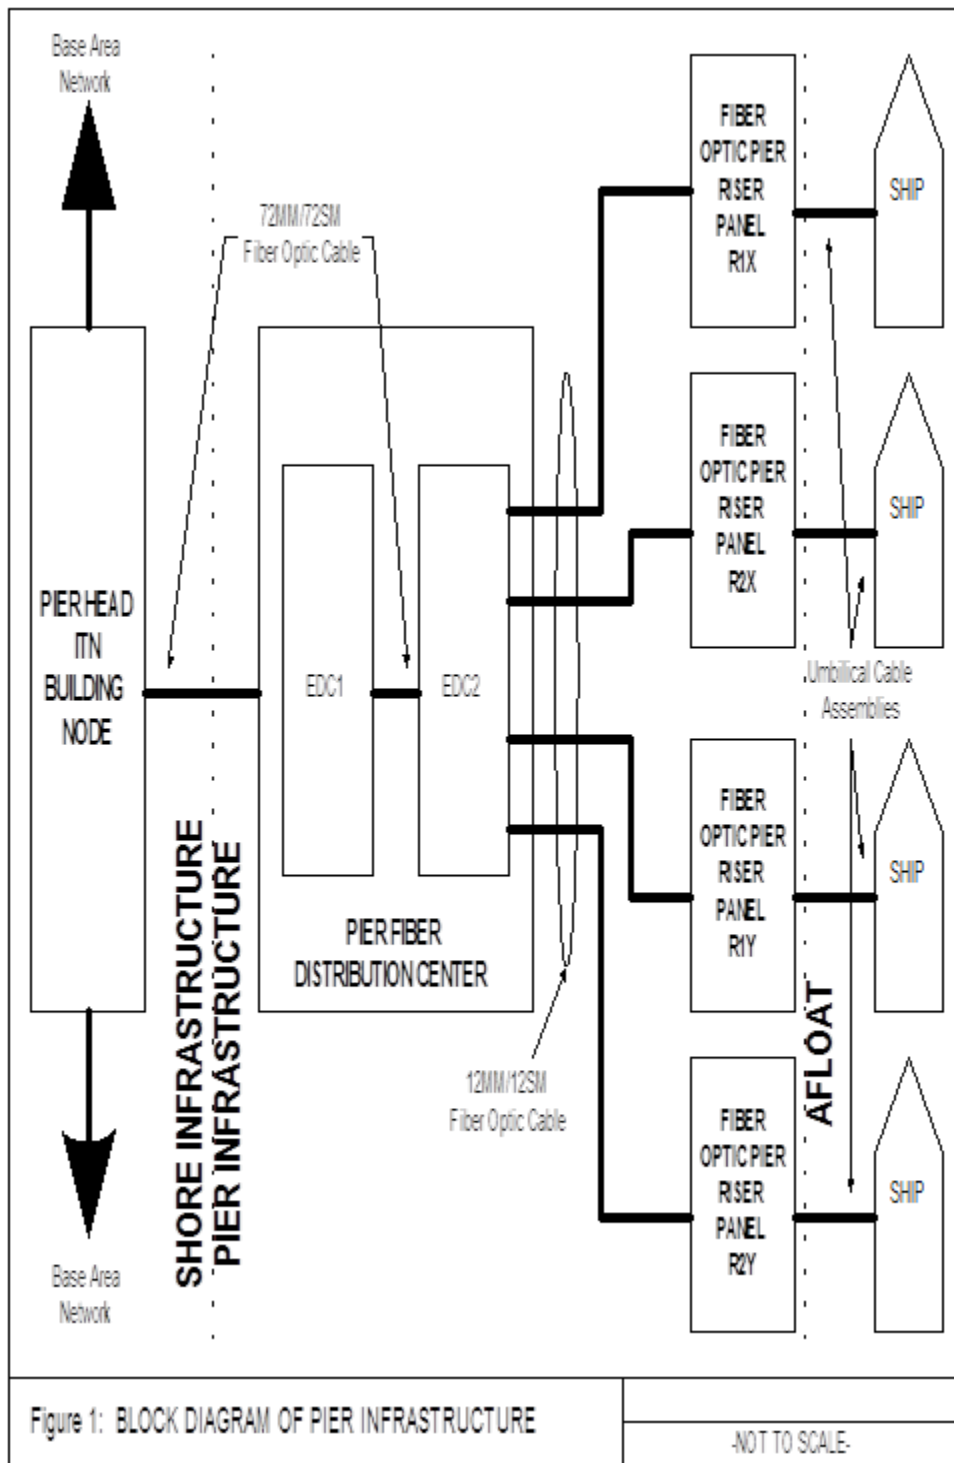 Base Area
Network
72MM/72SM
Fiber Optic Cable
PIER HEAD
ITN
BUILDING
NODE
EDC1
EDC2
PIER FIBER
DISTRIBUTION CENTER
SHORE INFRASTRUCTURE
PIER INFRASTRUCTURE
12MM/12SM
Fiber Optic Cable
Base Area
Network
FIBER
OPTIC PIER
RISER
PANEL
R1X
SHIP
FIBER
OPTIC PIER
RISER
PANEL
R2X
SHIP
Umbilical Cable
Assemblies
FIBER
OPTIC PIER
RISER
PANEL
R1Y
SHIP
AFLOAT
FIBER
OPTIC PIER
RISER
PANEL
R2Y
SHIP
Figure 1: BLOCK DIAGRAM OF PIER INFRASTRUCTURE
-NOT TO SCALE-